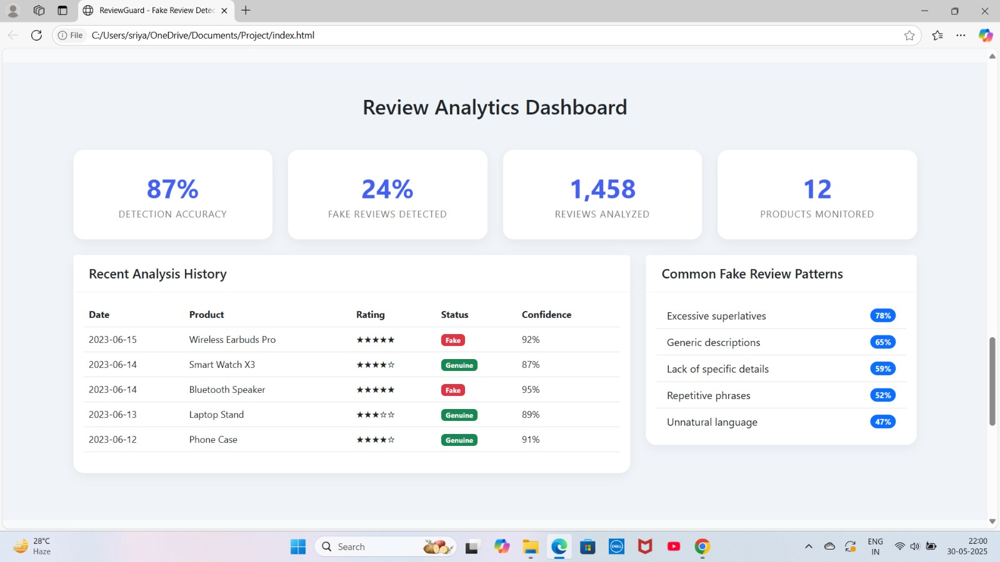 ReviewGuard - Fake Review Detec
File
C:/Users/sriya/OneDrive/Documents/Project/index.html
Review Analytics Dashboard
87%
DETECTION ACCURACY
24%
FAKE REVIEWS DETECTED
1,458
REVIEWS ANALYZED
12
PRODUCTS MONITORED
Recent Analysis History
Date Product Rating Status Confidence
2023-06-15 Wireless Earbuds Pro ★★★★★ Fake 92%
2023-06-14 Smart Watch X3 ★★★★☆ Genuine 87%
2023-06-14 Bluetooth Speaker ★★★★★ Fake 95%
2023-06-13 Laptop Stand ★★★☆☆ Genuine 89%
2023-06-12 Phone Case ★★★★☆ Genuine 91%
Common Fake Review Patterns
Excessive superlatives 78%
Generic descriptions 65%
Lack of specific details 59%
Repetitive phrases 52%
Unnatural language 47%
28°C
Haze
Search
DELL
ENG
IN
22:00
30-05-2025